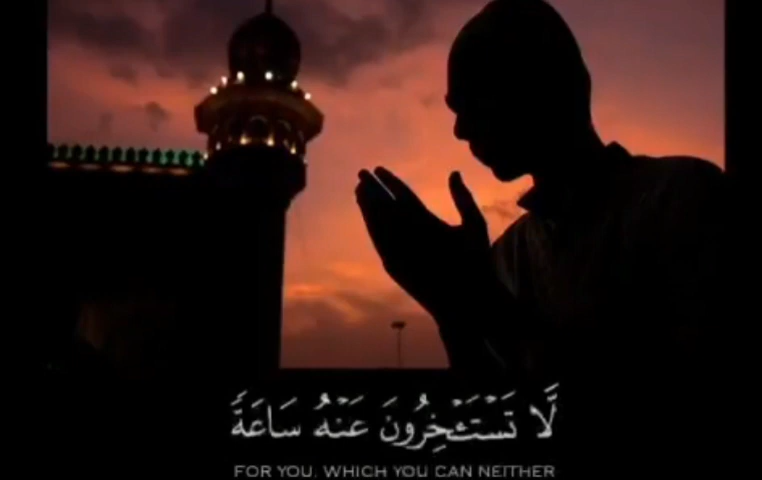 لَّا تَسْتَـْٔخِرُونَ عَنْهُ سَاعَةً
FOR YOU. WHICH YOU CAN NEITHER